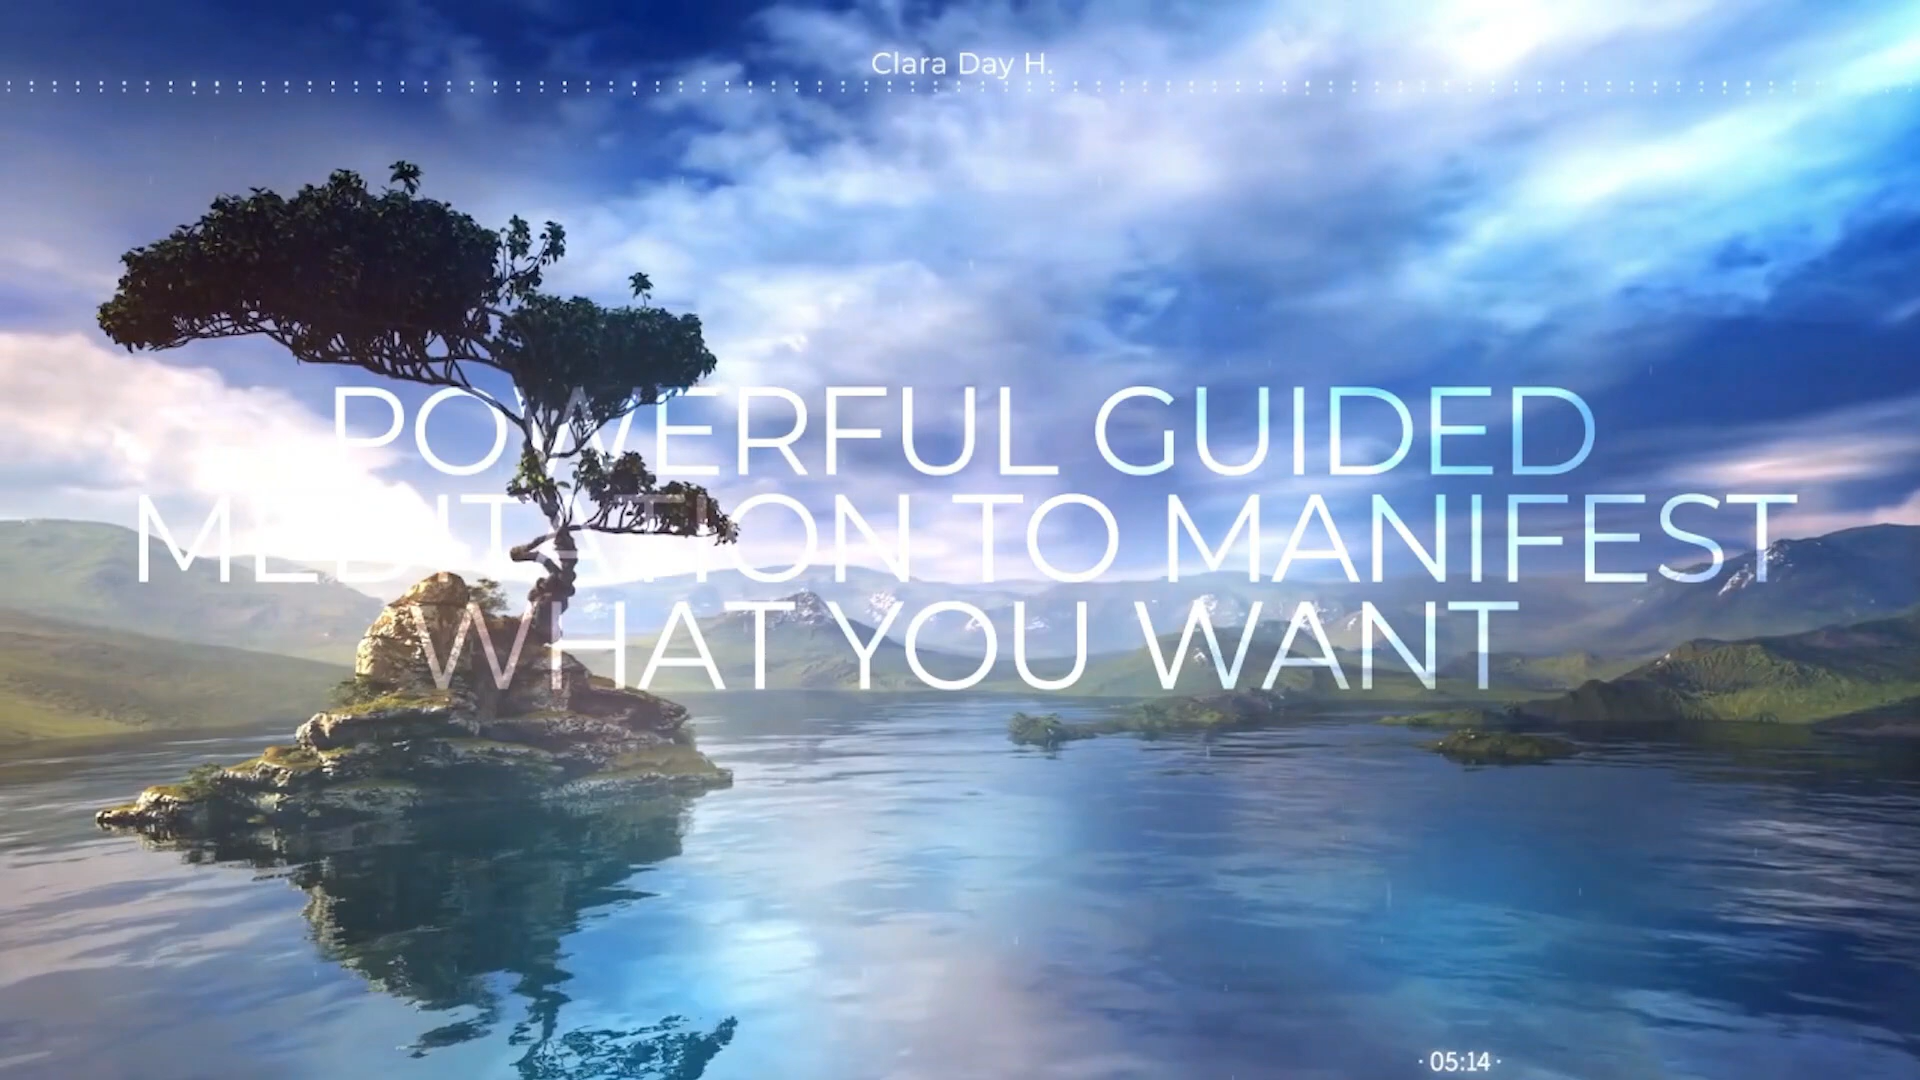 Clara Day H.
POWERFUL GUIDED
MEDITATION TO MANIFEST
WHAT YOU WANT
· 05:14 ·